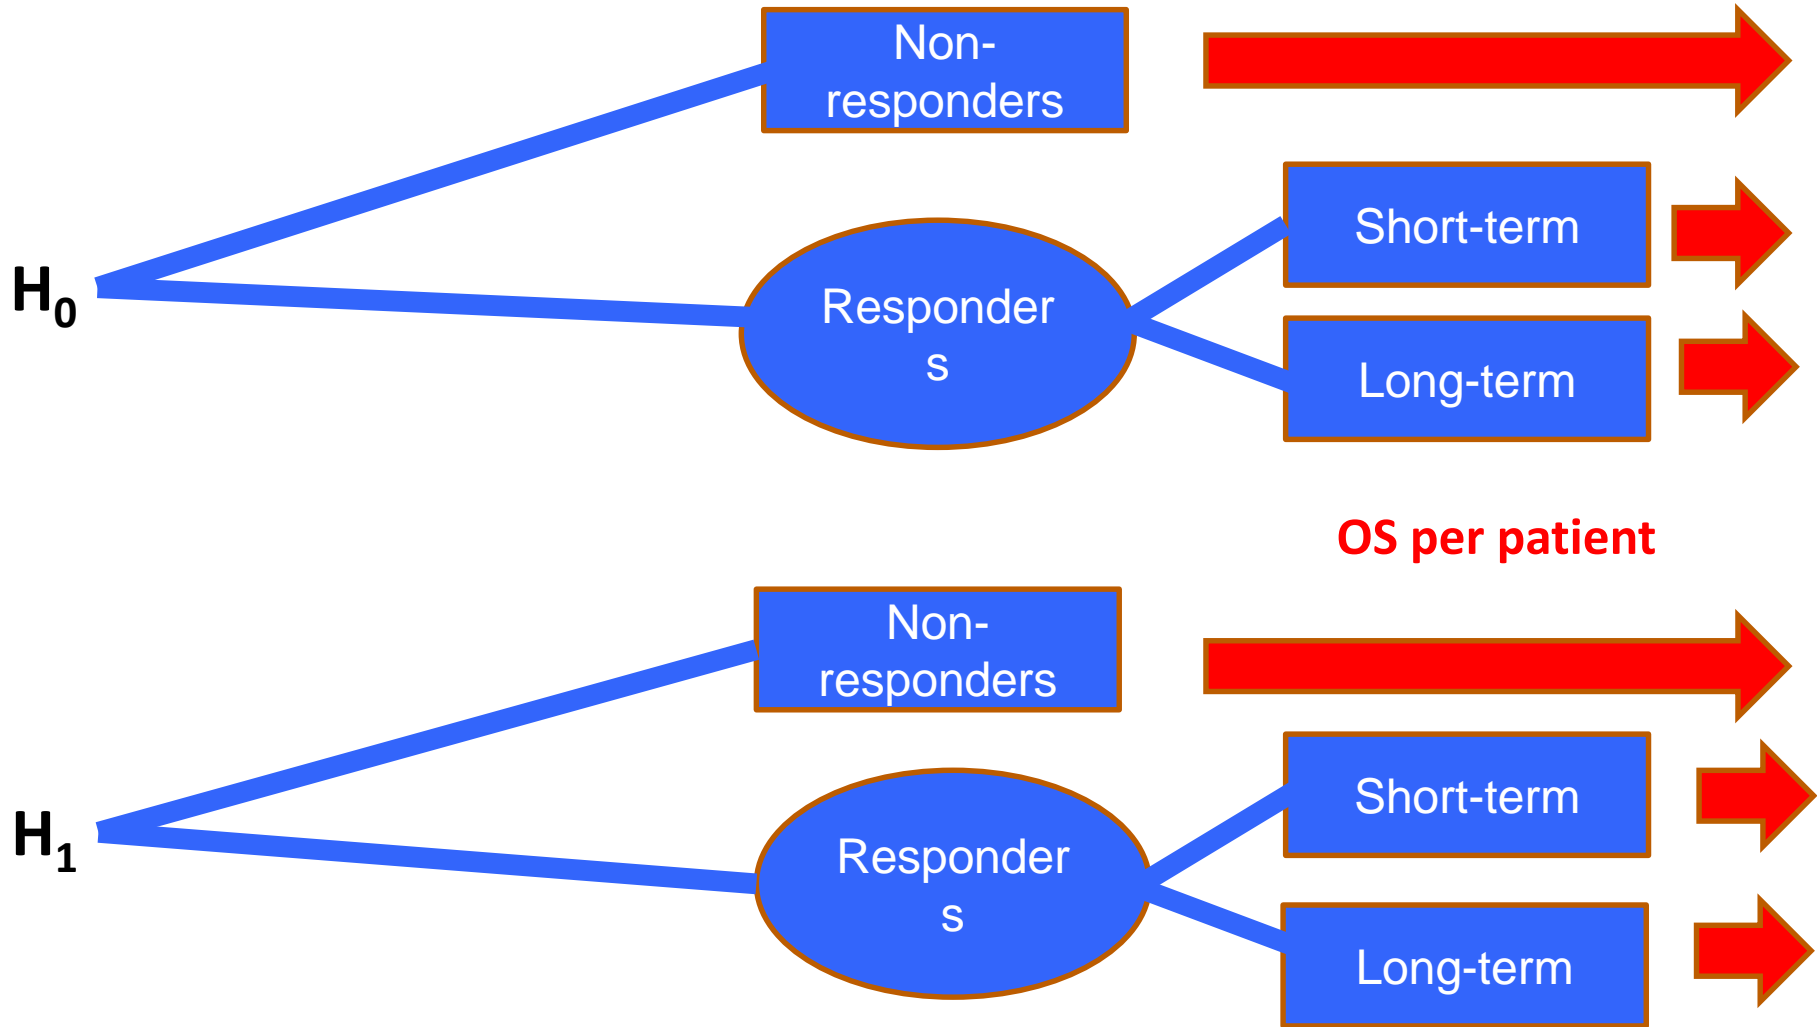 Non-
responders
Short-term
H₀
Responder
s
Long-term
OS per patient
Non-
responders
Short-term
H₁
Responder
s
Long-term